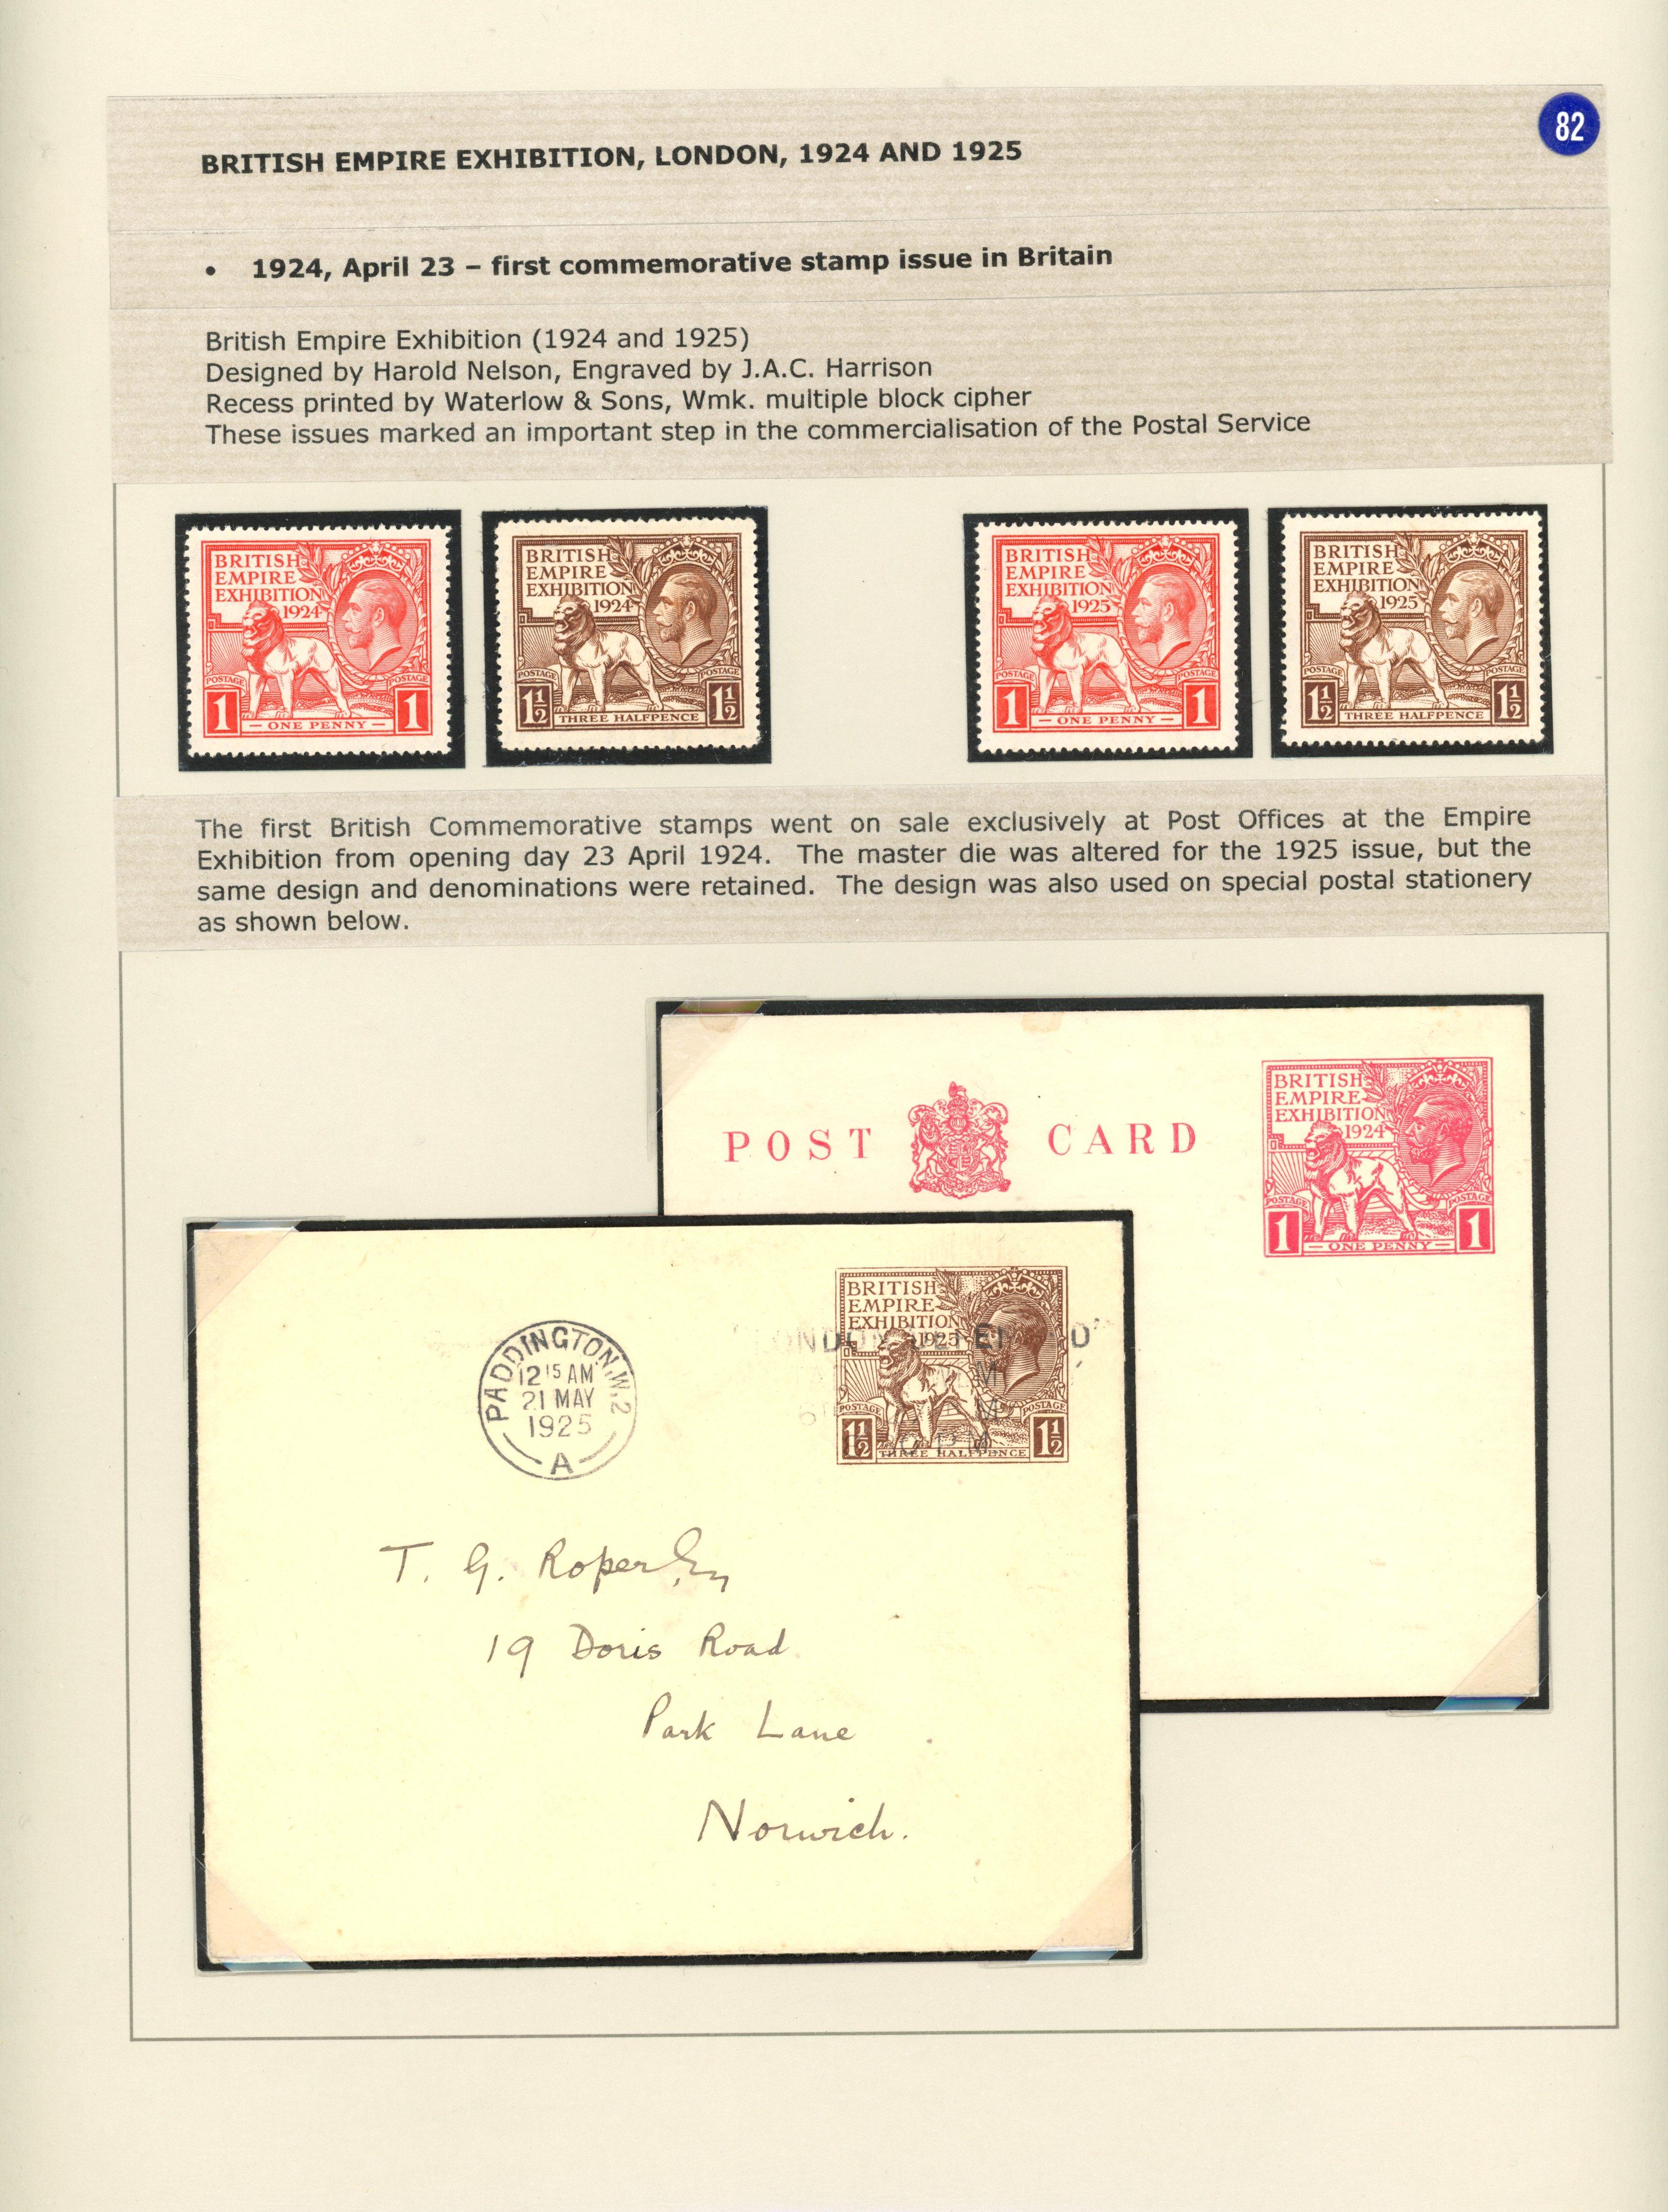 82
BRITISH EMPIRE EXHIBITION, LONDON, 1924 AND 1925
• 1924, April 23 – first commemorative stamp issue in Britain
British Empire Exhibition (1924 and 1925)
Designed by Harold Nelson, Engraved by J.A.C. Harrison
Recess printed by Waterlow & Sons, Wmk. multiple block cipher
These issues marked an important step in the commercialisation of the Postal Service
BRITISH
EMPIRE
EXHIBITION
1924
POSTAGE POSTAGE
1 ONE PENNY 1
BRITISH
EMPIRE
EXHIBITION
1924
POSTAGE POSTAGE
1½ THREE HALFPENCE 1½
BRITISH
EMPIRE
EXHIBITION
1925
POSTAGE POSTAGE
1 ONE PENNY 1
BRITISH
EMPIRE
EXHIBITION
1925
POSTAGE POSTAGE
1½ THREE HALFPENCE 1½
The first British Commemorative stamps went on sale exclusively at Post Offices at the Empire
Exhibition from opening day 23 April 1924. The master die was altered for the 1925 issue, but the
same design and denominations were retained. The design was also used on special postal stationery
as shown below.
POST CARD
BRITISH
EMPIRE
EXHIBITION
1924
POSTAGE POSTAGE
1 ONE PENNY 1
PADDINGTON.W.2
12 15 AM
21 MAY
1925
A
BRITISH
EMPIRE
EXHIBITION
1925
POSTAGE POSTAGE
1½ THREE HALFPENCE 1½
T. G. Roper Esq
19 Doris Road
Park Lane
Norwich.